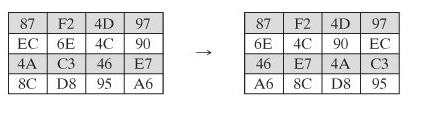 87 F2 4D 97 87 F2 4D 97
EC 6E 4C 90 6E 4C 90 EC
→
4A C3 46 E7 46 E7 4A C3
8C D8 95 A6 A6 8C D8 95